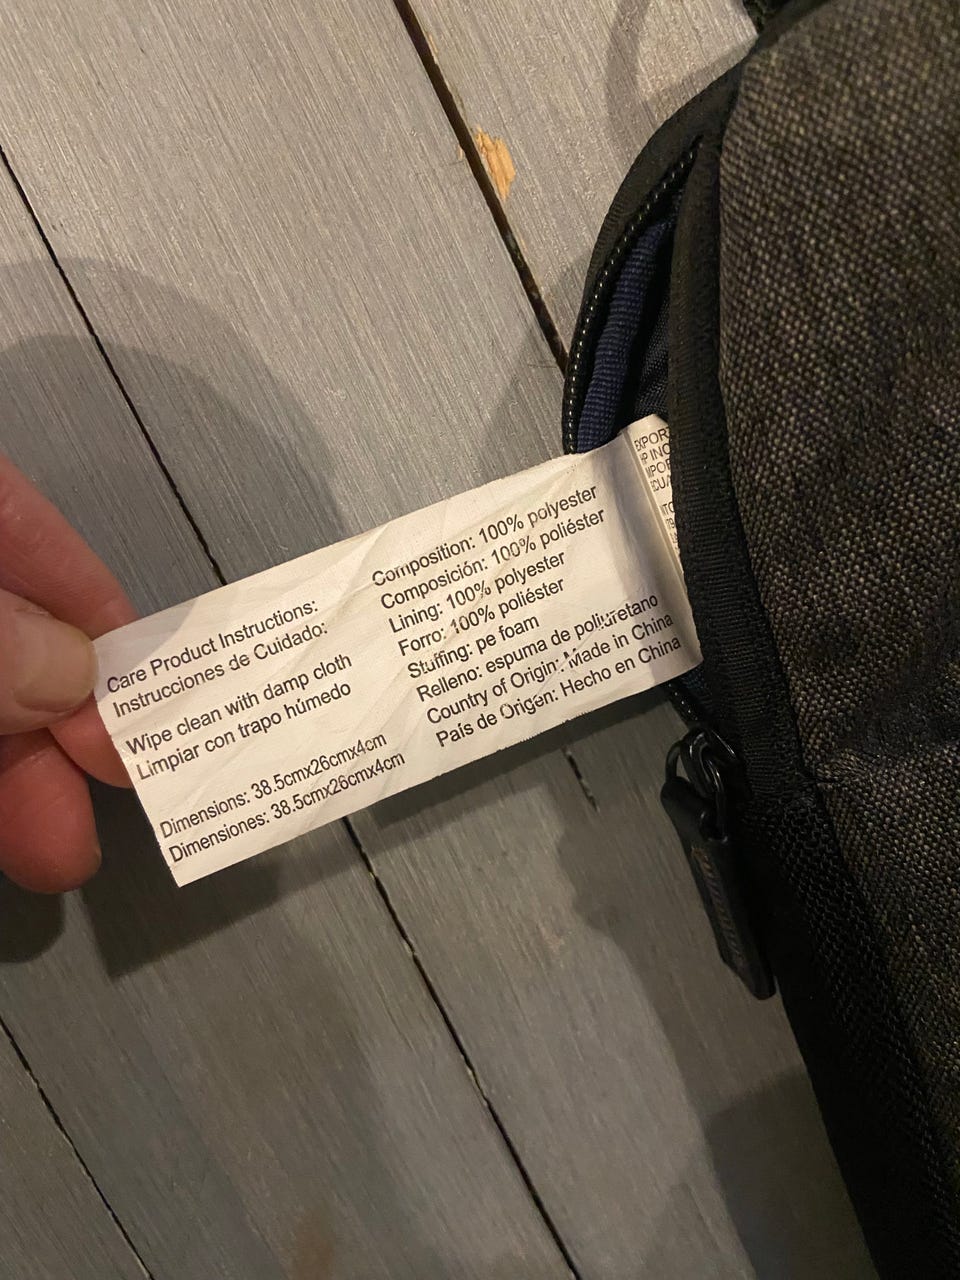 Care Product Instructions:
Instrucciones de Cuidado:
Wipe clean with damp cloth
Limpiar con trapo húmedo
Dimensions: 38.5cmx26cmx4cm
Dimensiones: 38.5cmx26cmx4cm
Composition: 100% polyester
Composición: 100% poliéster
Lining: 100% polyester
Forro: 100% poliéster
Stuffing: pe foam
Relleno: espuma de poliuretano
Country of Origin: Made in China
País de Origen: Hecho en China